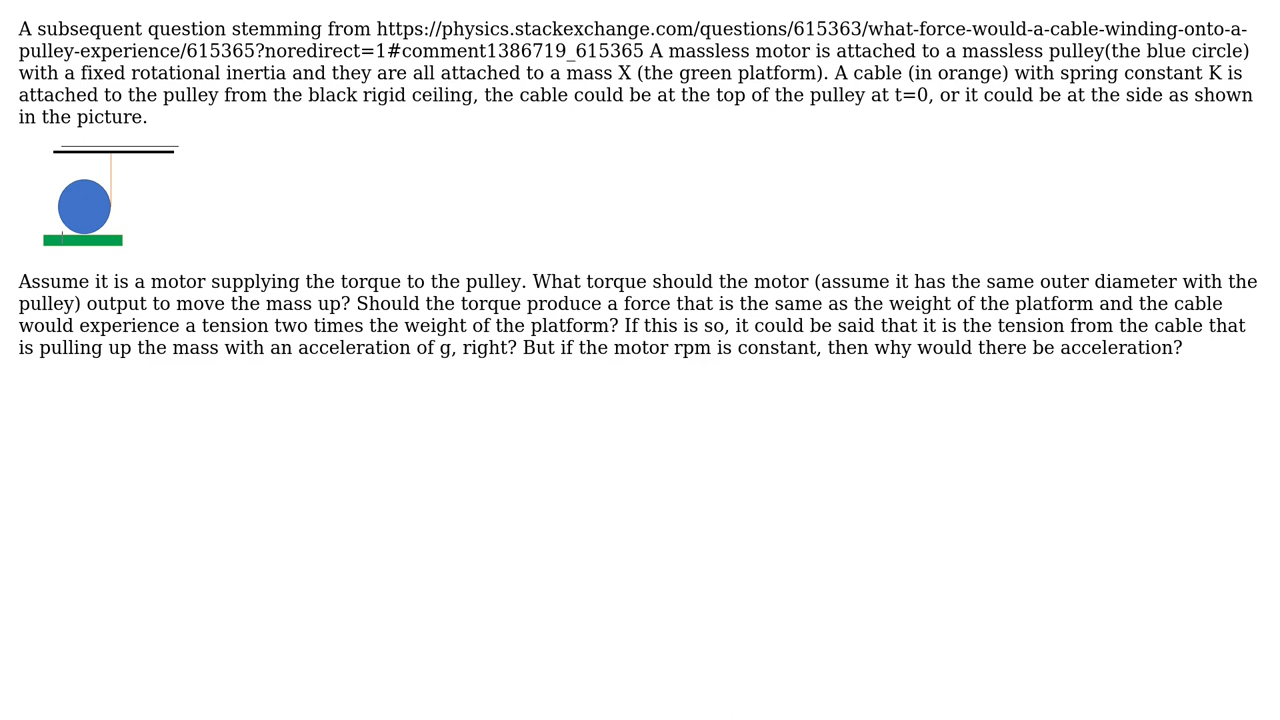 A subsequent question stemming from https://physics.stackexchange.com/questions/615363/what-force-would-a-cable-winding-onto-a-
pulley-experience/615365?noredirect=1#comment1386719_615365 A massless motor is attached to a massless pulley(the blue circle)
with a fixed rotational inertia and they are all attached to a mass X (the green platform). A cable (in orange) with spring constant K is
attached to the pulley from the black rigid ceiling, the cable could be at the top of the pulley at t=0, or it could be at the side as shown
in the picture.
Assume it is a motor supplying the torque to the pulley. What torque should the motor (assume it has the same outer diameter with the
pulley) output to move the mass up? Should the torque produce a force that is the same as the weight of the platform and the cable
would experience a tension two times the weight of the platform? If this is so, it could be said that it is the tension from the cable that
is pulling up the mass with an acceleration of g, right? But if the motor rpm is constant, then why would there be acceleration?